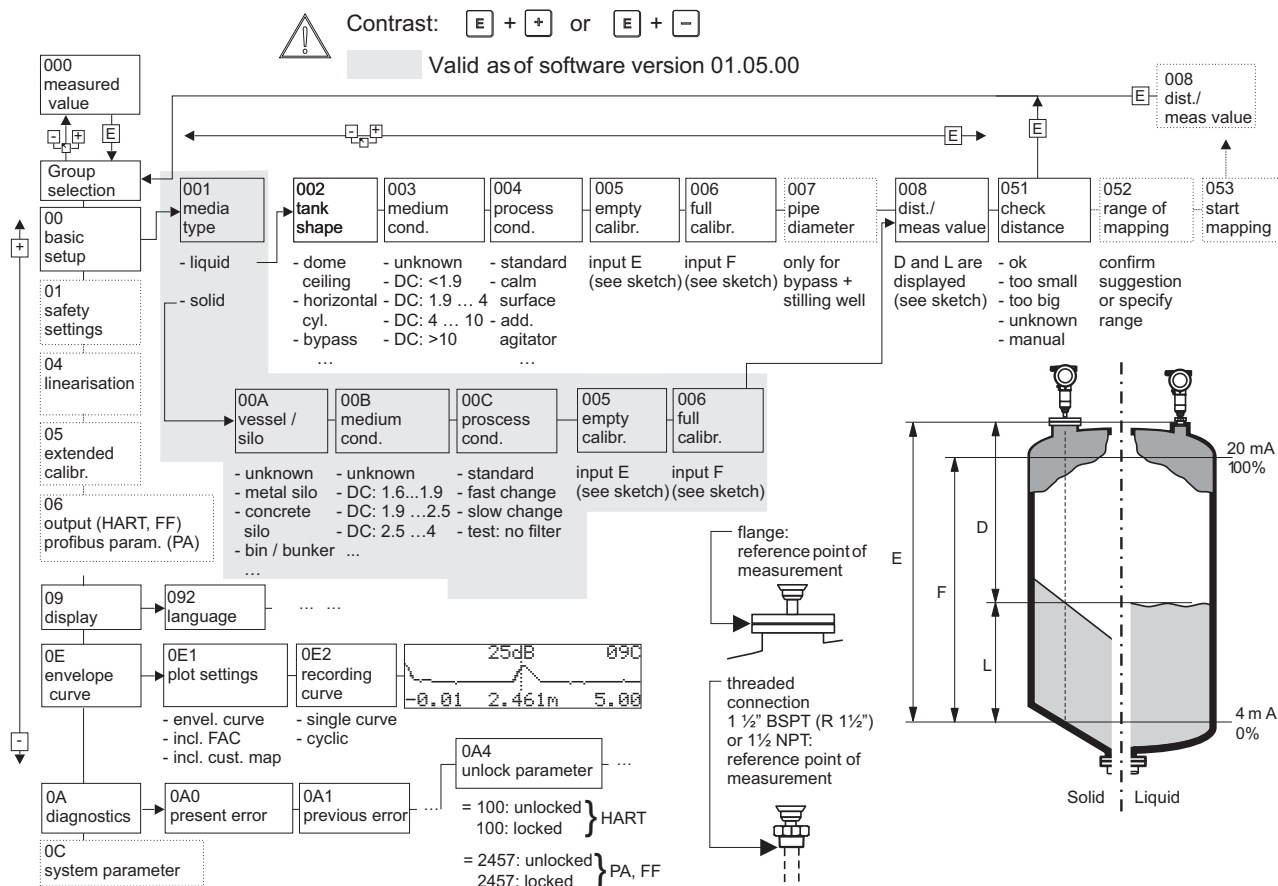 Contrast: E + + or E + -
Valid as of software version 01.05.00
000
measured
value
- + E
Group
selection
008
dist./
meas value
E
- +
E
E
+
00
basic
setup
001
media
type
002
tank
shape
003
medium
cond.
004
process
cond.
005
empty
calibr.
006
full
calibr.
007
pipe
diameter
008
dist./
meas value
051
check
distance
052
range of
mapping
053
start
mapping
- liquid
- solid
- dome
ceiling
- horizontal
cyl.
- bypass
...
- unknown
- DC: <1.9
- DC: 1.9 ... 4
- DC: 4 ... 10
- DC: >10
- standard
- calm
surface
- add.
agitator
...
input E
(see sketch)
input F
(see sketch)
only for
bypass +
stilling well
D and L are
displayed
(see sketch)
- ok
- too small
- too big
- unknown
- manual
confirm
suggestion
or specify
range
01
safety
settings
04
linearisation
05
extended
calibr.
06
output (HART, FF)
profibus param. (PA)
00A
vessel /
silo
00B
medium
cond.
00C
proscess
cond.
005
empty
calibr.
006
full
calibr.
- unknown
- metal silo
- concrete
silo
- bin / bunker
...
- unknown
- DC: 1.6...1.9
- DC: 1.9 ...2.5
- DC: 2.5 ...4
...
- standard
- fast change
- slow change
- test: no filter
input E
(see sketch)
input F
(see sketch)
09
display
092
language
... ...
0E
envelope
curve
0E1
plot settings
0E2
recording
curve
25dB 09C
-0.01 2.461m 5.00
- envel. curve
- incl. FAC
- incl. cust. map
- single curve
- cyclic
-
0A
diagnostics
0A0
present error
0A1
previous error
...
0A4
unlock parameter
...
= 100: unlocked
100: locked
} HART
= 2457: unlocked
2457: locked
} PA, FF
0C
system parameter
flange:
reference point of
measurement
threaded
connection
1 ½” BSPT (R 1½”)
or 1½ NPT:
reference point of
measurement
20 mA
100%
D
E
F
L
4 m A
0%
Solid Liquid